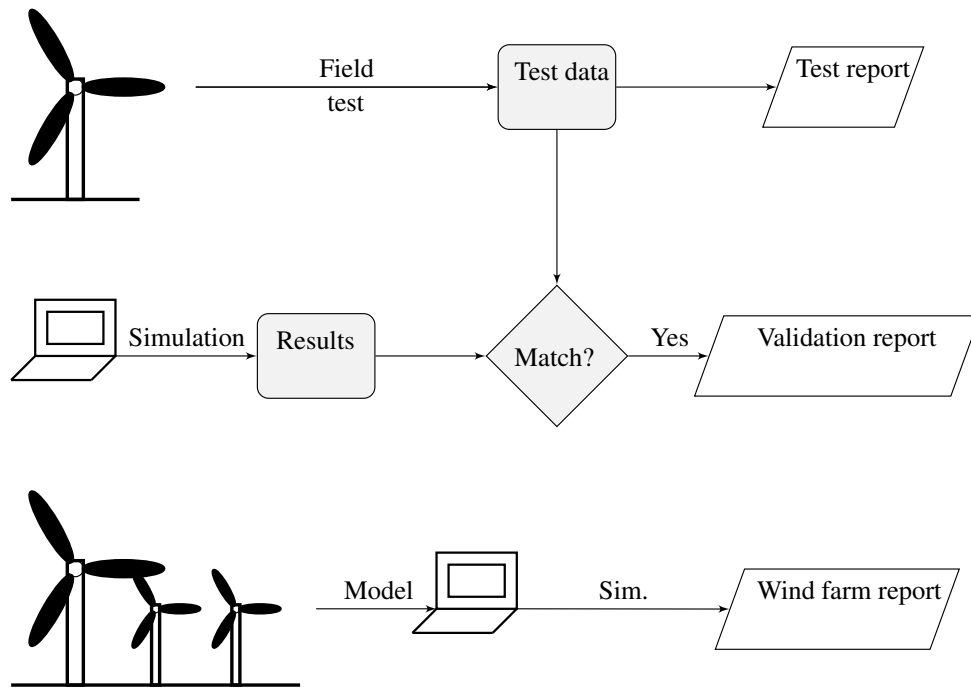 Field
test
Test data
Test report
Simulation
Results
Match?
Yes
Validation report
Model
Sim.
Wind farm report